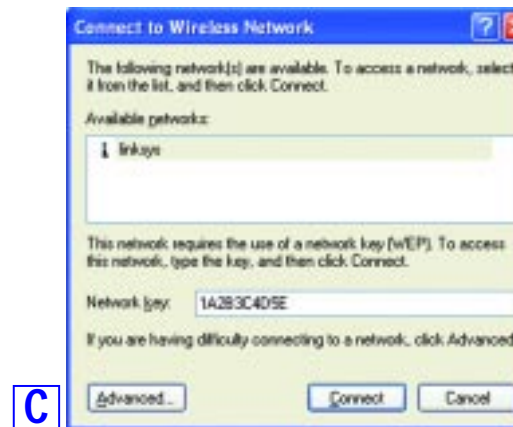 Connect to Wireless Network
The following network(s) are available. To access a network, select
it from the list, and then click Connect.
Available networks:
linksys
This network requires the use of a network key (WEP). To access
this network, type the key, and then click Connect.
Network key: 1A2B3C4D5E
If you are having difficulty connecting to a network, click Advanced
Advanced... Connect Cancel
C